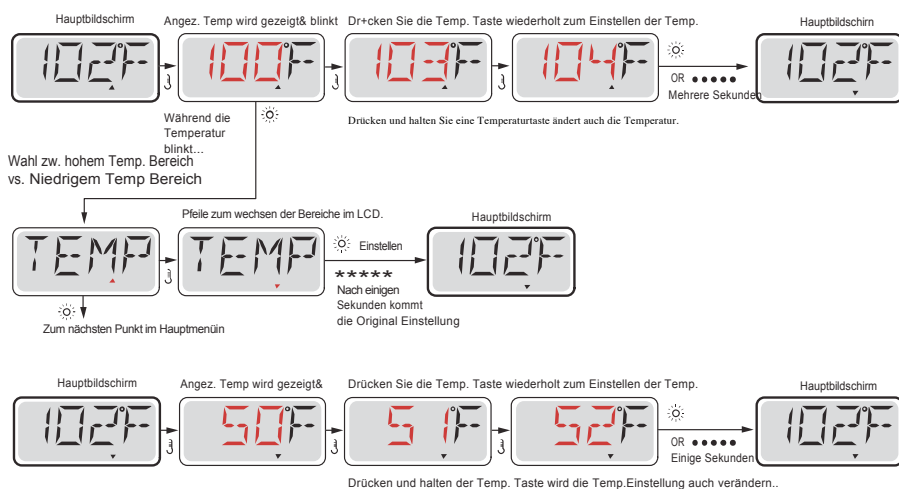 Hauptbildschirm
Angez. Temp wird gezeigt& blinkt
Dr+cken Sie die Temp. Taste wiederholt zum Einstellen der Temp.
Hauptbildschirn
102°F
100°F
103°F
104°F
OR •••••
Mehrere Sekunden
102°F
Während die
Temperatur
blinkt...
Drücken und halten Sie eine Temperaturtaste ändert auch die Temperatur.
Wahl zw. hohem Temp. Bereich
vs. Niedrigem Temp Bereich
Pfeile zum wechsen der Bereiche im LCD.
Hauptbildschirm
TEMP
TEMP
Einstellen
*****
Nach einigen
Sekunden kommt
die Original Einstellung
102°F
Zum nächsten Punkt im Hauptmenüin
Hauptbildschirm
Angez. Temp wird gezeigt&
Drücken Sie die Temp. Taste wiederholt zum Einstellen der Temp.
Hauptbildschirm
102°F
50°F
51°F
52°F
OR •••••
Einige Sekunden
102°F
Drücken und halten der Temp. Taste wird die Temp.Einstellung auch verändern..